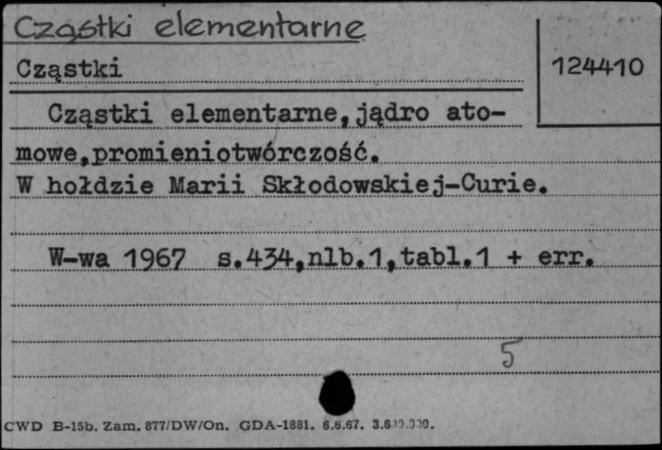 Cząstki elementarne
124410
Cząstki
Cząstki elementarne,jądro ato-
mowe,promieniotwórczość.
W hołdzie Marii Skłodowskiej-Curie.
W-wa 1967 s.434,nlb.1,tabl.1 + err.
5
CWD B-15b. Zam. 877/DW/On. GDA-1881. 6.6.67.